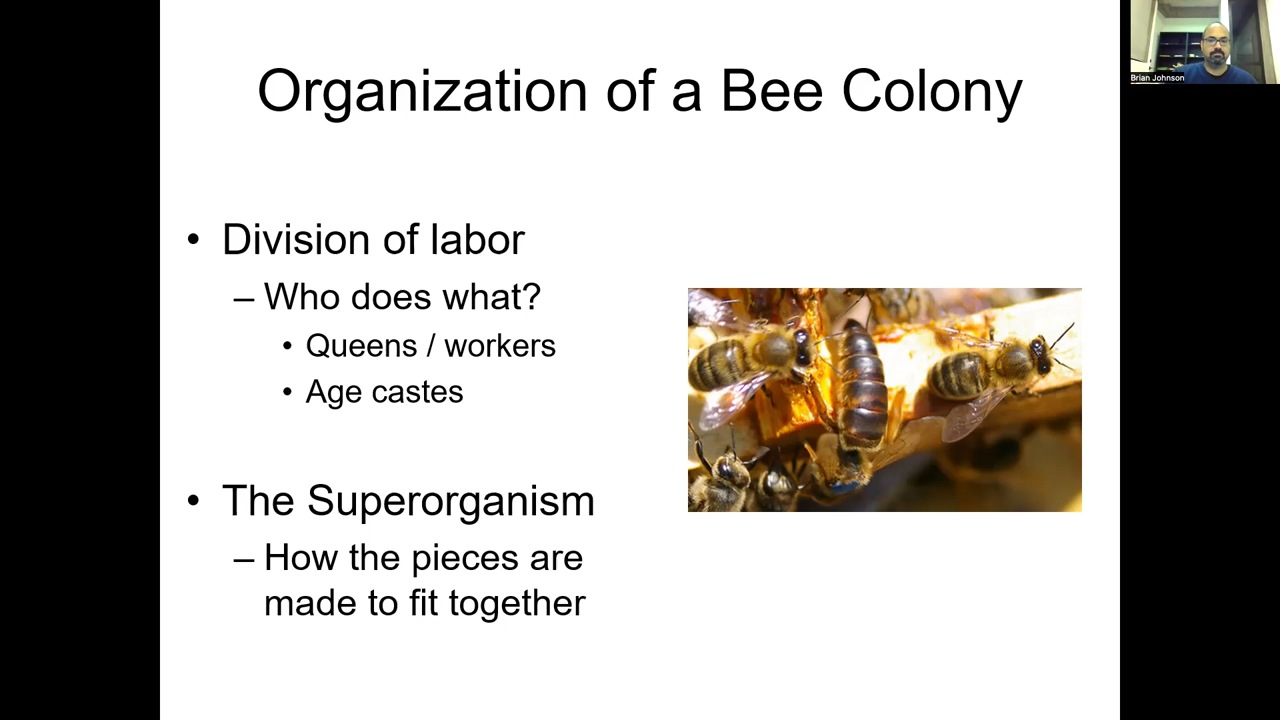 Organization of a Bee Colony
• Division of labor
– Who does what?
• Queens / workers
• Age castes
• The Superorganism
– How the pieces are
made to fit together
Brian Johnson